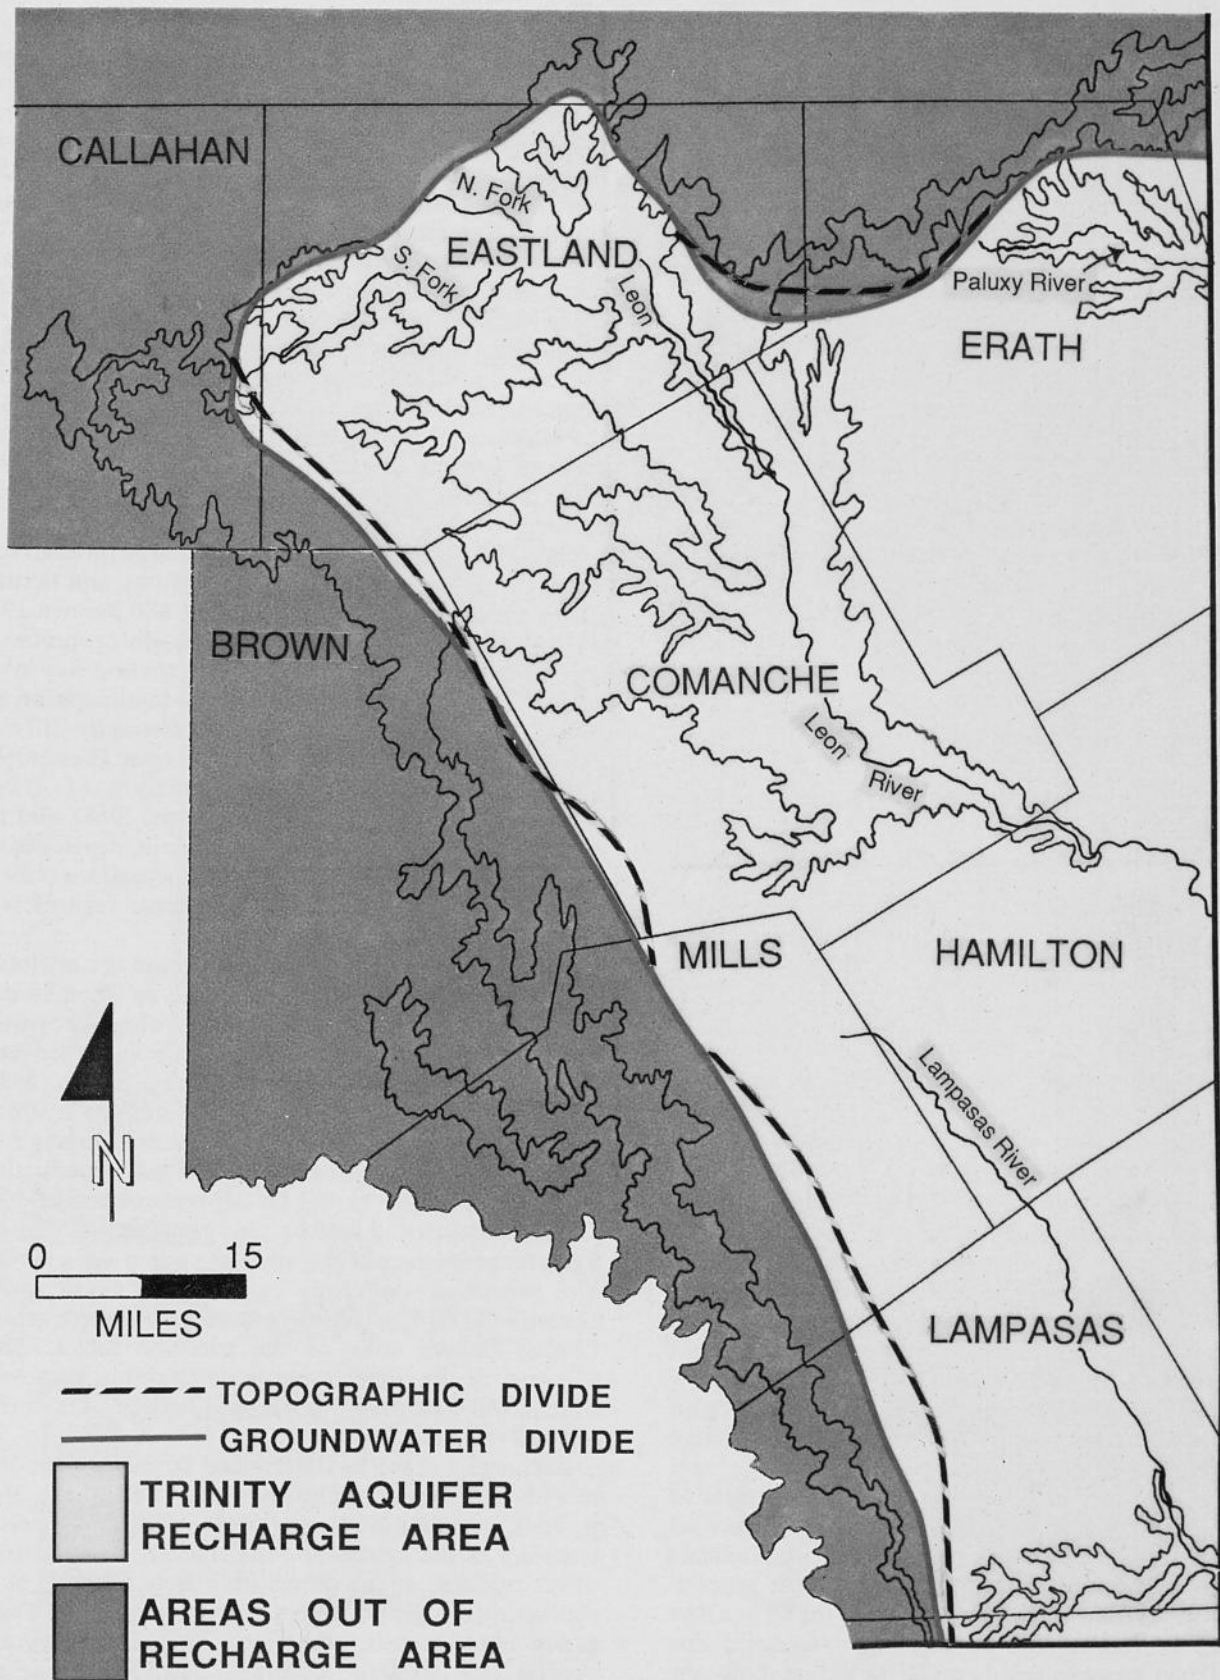 CALLAHAN
N. Fork
EASTLAND
S. Fork
Leon
Paluxy River
ERATH
BROWN
COMANCHE
Leon
River
MILLS
HAMILTON
Lampasas River
N
0 15
MILES
LAMPASAS
TOPOGRAPHIC DIVIDE
GROUNDWATER DIVIDE
TRINITY AQUIFER
RECHARGE AREA
AREAS OUT OF
RECHARGE AREA